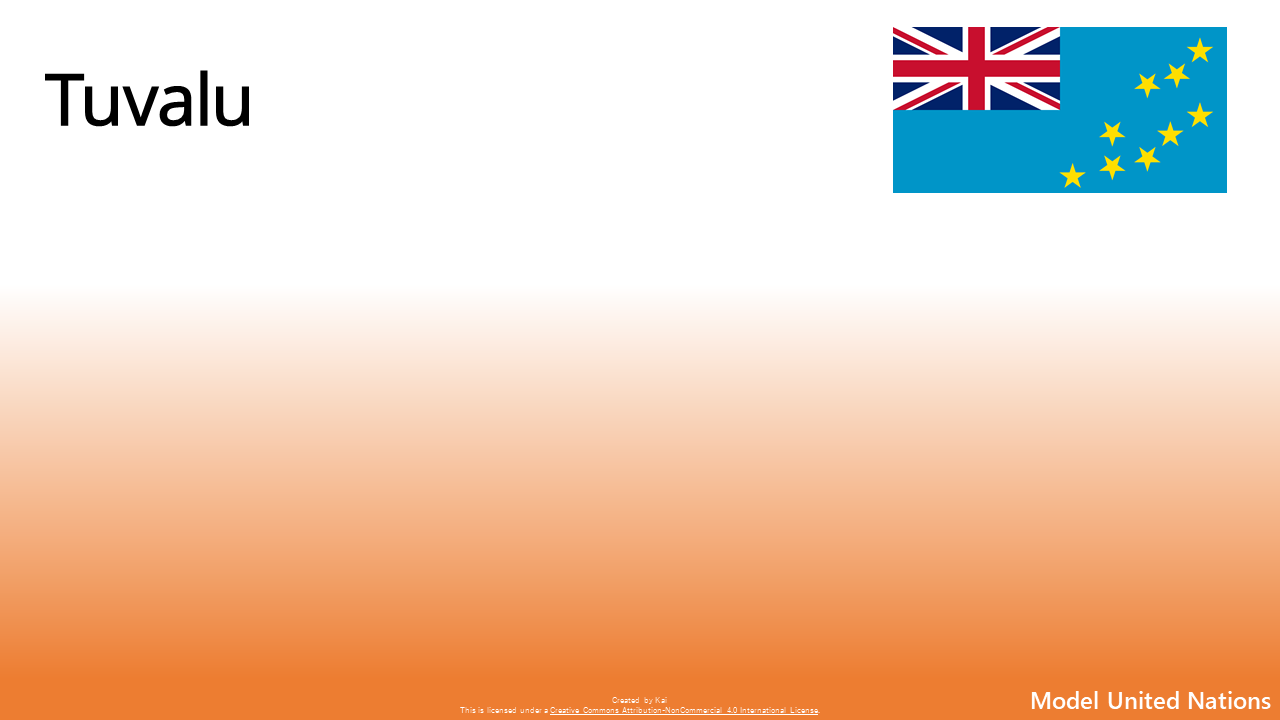 Tuvalu
Created by Kai
This is licensed under a Creative Commons Attribution-NonCommercial 4.0 International License.
Model United Nations